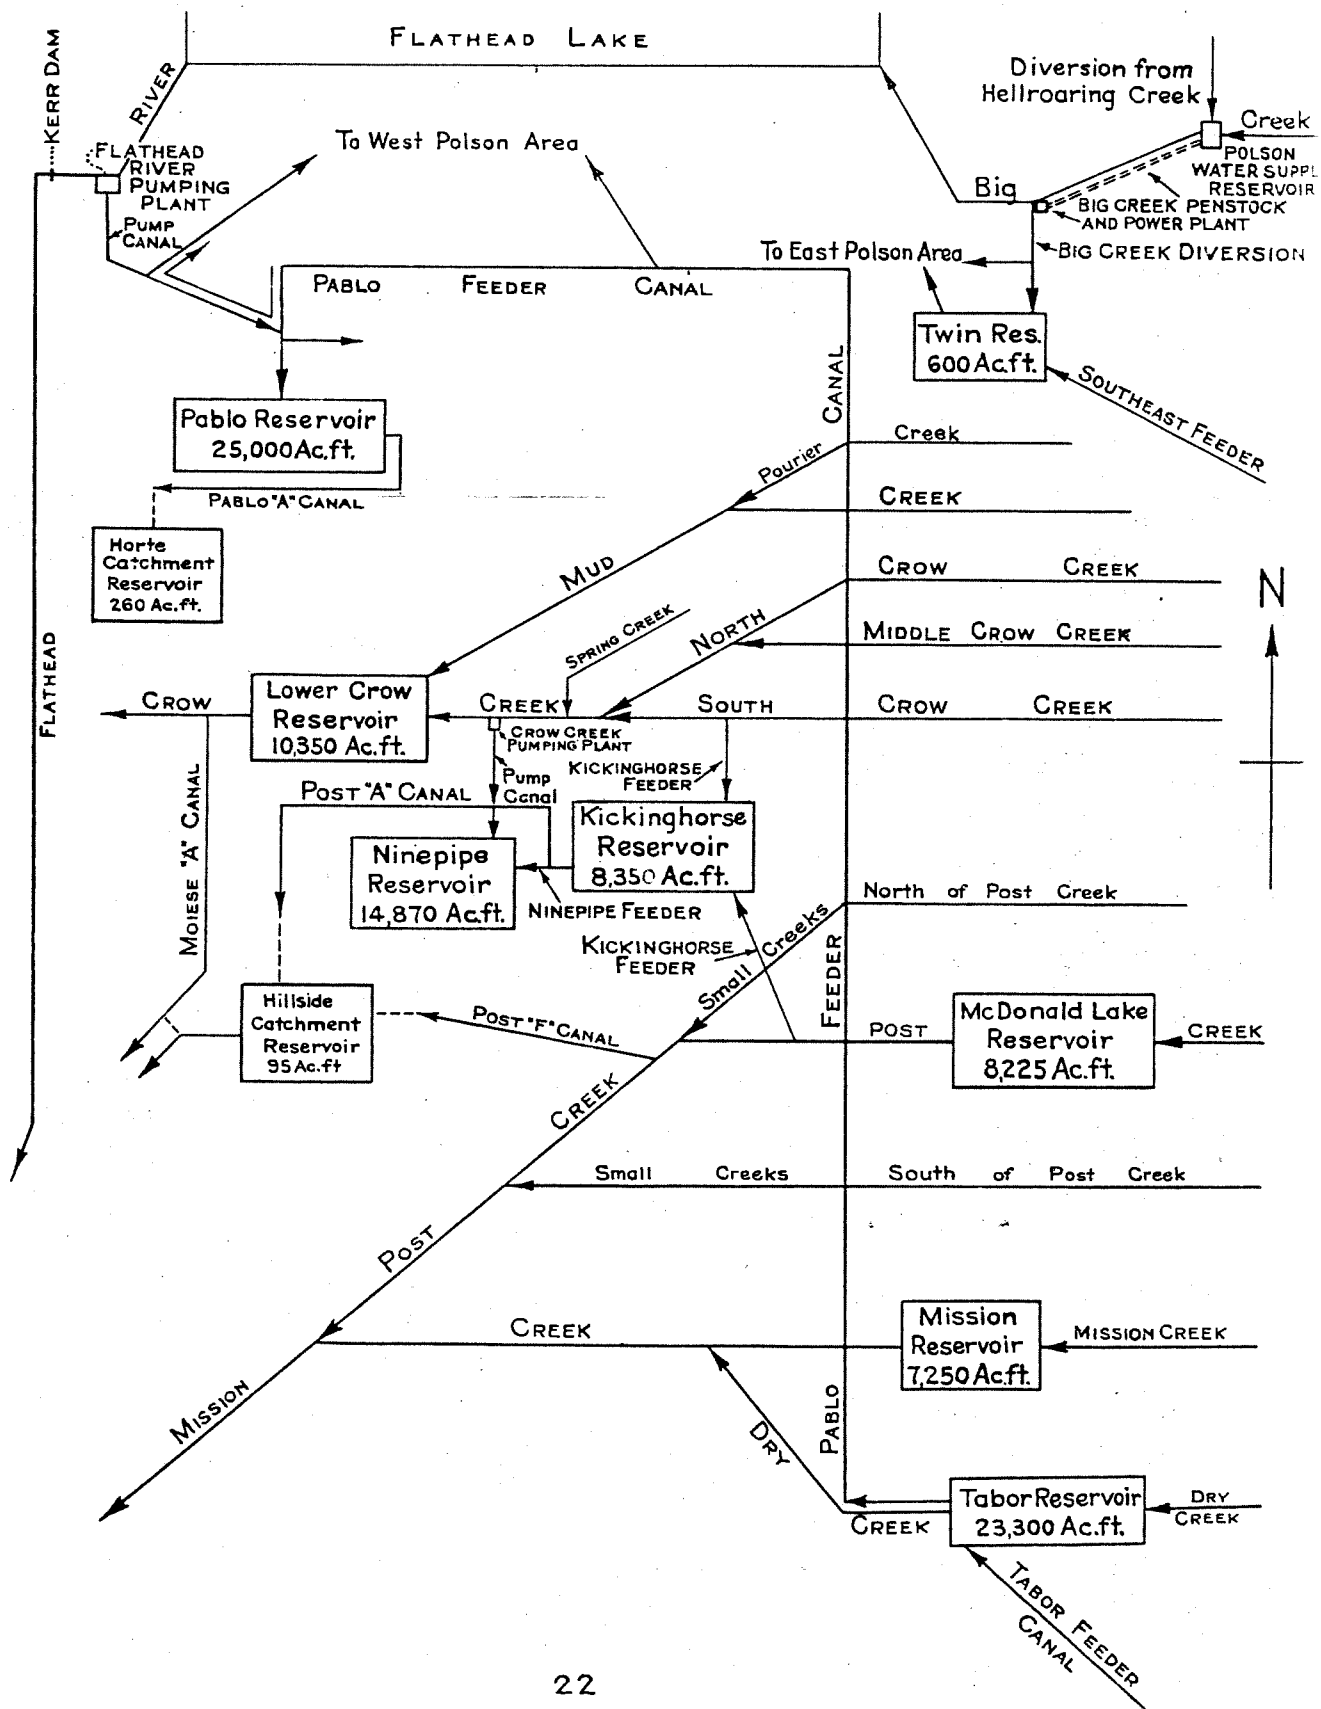 FLATHEAD LAKE
KERR DAM
RIVER
FLATHEAD
RIVER
PUMPING
PLANT
PUMP
CANAL
To West Polson Area
Diversion from
Hellroaring Creek
Creek
POLSON
WATER SUPPL
RESERVOIR
Big
BIG CREEK PENSTOCK
AND POWER PLANT
BIG CREEK DIVERSION
To East Polson Area
PABLO FEEDER CANAL
Twin Res.
600 Ac.ft.
SOUTHEAST FEEDER
CANAL
Pablo Reservoir
25,000 Ac.ft.
PABLO "A" CANAL
Creek
Pourier
CREEK
MUD
Horte
Catchment
Reservoir
260 Ac.ft.
CROW CREEK
NORTH
SPRING CREEK
MIDDLE CROW CREEK
N
FLATHEAD
CROW
Lower Crow
Reservoir
10,350 Ac.ft.
CREEK
SOUTH
CROW CREEK
CROW CREEK
PUMPING PLANT
Pump
Canal
KICKINGHORSE
FEEDER
POST "A" CANAL
MOIESE "A" CANAL
Kickinghorse
Reservoir
8,350 Ac.ft.
Ninepipe
Reservoir
14,870 Ac.ft.
NINEPIPE FEEDER
North of Post Creek
Small Creeks
KICKINGHORSE
FEEDER
FEEDER
Hillside
Catchment
Reservoir
95 Ac.ft
POST "F" CANAL
POST
McDonald Lake
Reservoir
8,225 Ac.ft.
CREEK
CREEK
Small Creeks South of Post Creek
POST
CREEK
Mission
Reservoir
7,250 Ac.ft.
MISSION CREEK
MISSION
DRY
PABLO
CREEK
Tabor Reservoir
23,300 Ac.ft.
DRY
CREEK
TABOR FEEDER
CANAL
22